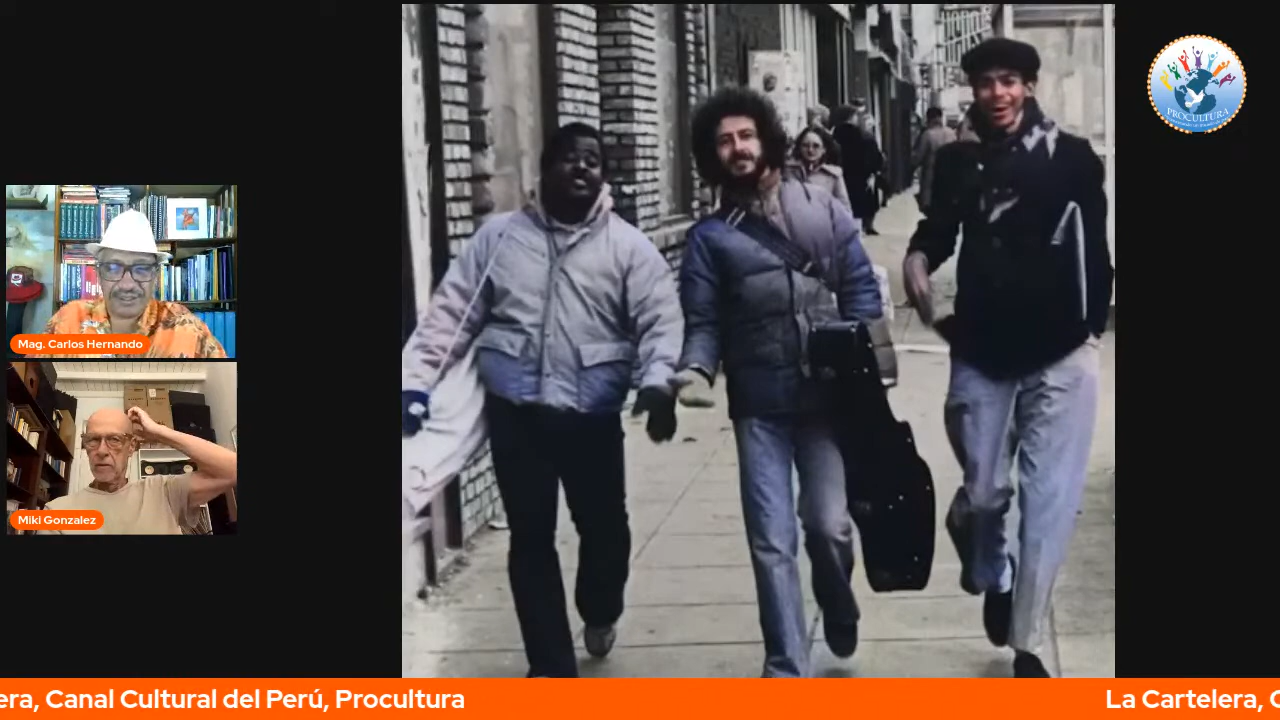 PROCULTURA
Mag. Carlos Hernando
Miki Gonzalez
era, Canal Cultural del Perú, Procultura
La Cartelera, C